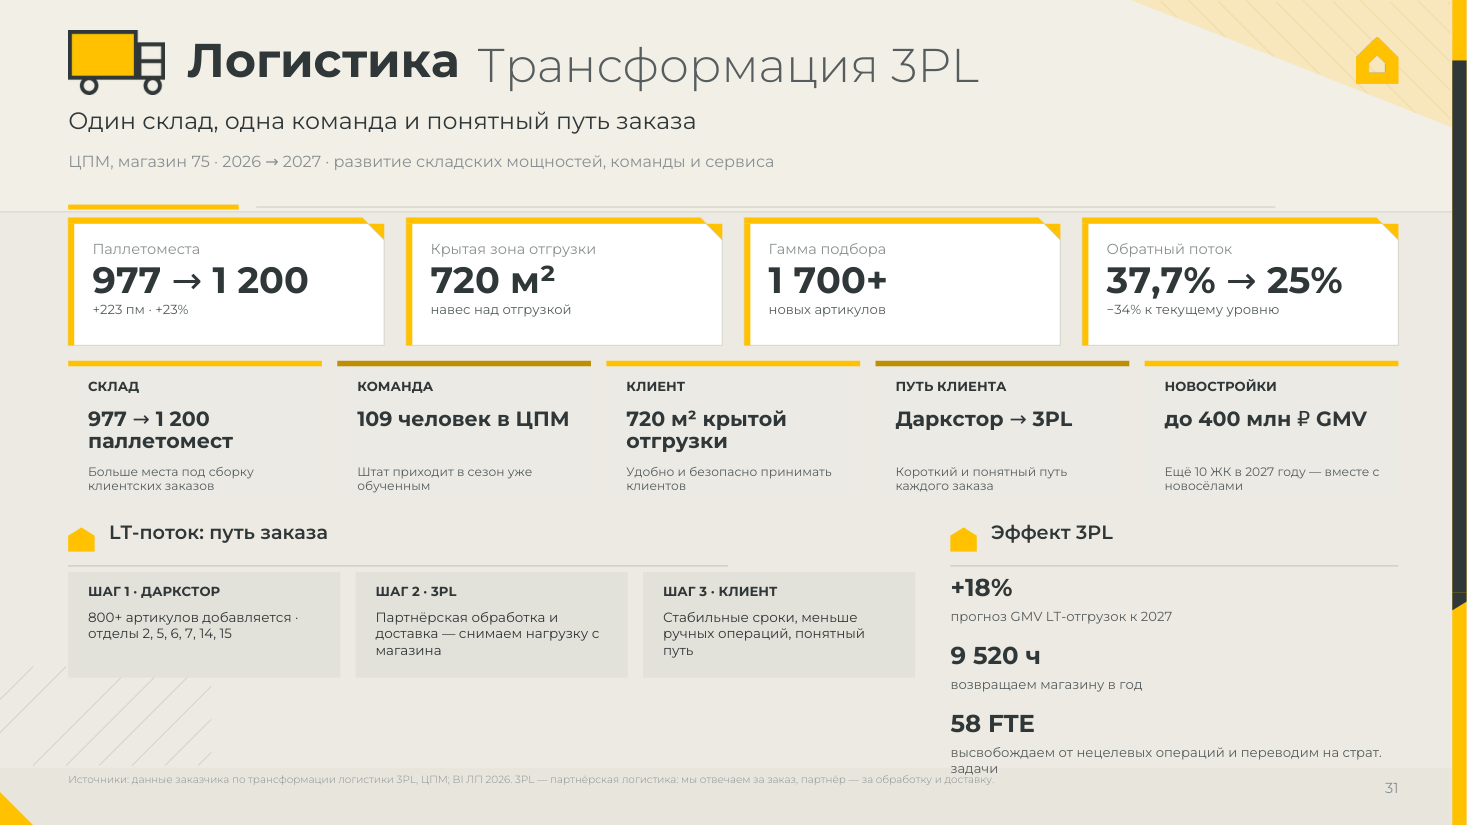 Логистика Трансформация 3PL
Один склад, одна команда и понятный путь заказа
ЦПМ, магазин 75 · 2026 → 2027 · развитие складских мощностей, команды и сервиса
Паллетоместа
977 → 1 200
+223 пм · +23%
Крытая зона отгрузки
720 м²
навес над отгрузкой
Гамма подбора
1 700+
новых артикулов
Обратный поток
37,7% → 25%
−34% к текущему уровню
СКЛАД
977 → 1 200
паллетомест
Больше места под сборку
клиентских заказов
КОМАНДА
109 человек в ЦПМ
Штат приходит в сезон уже
обученным
КЛИЕНТ
720 м² крытой
отгрузки
Удобно и безопасно принимать
клиентов
ПУТЬ КЛИЕНТА
Даркстор → 3PL
Короткий и понятный путь
каждого заказа
НОВОСТРОЙКИ
до 400 млн ₽ GMV
Ещё 10 ЖК в 2027 году — вместе с
новосёлами
LT-поток: путь заказа
ШАГ 1 · ДАРКСТОР
800+ артикулов добавляется ·
отделы 2, 5, 6, 7, 14, 15
ШАГ 2 · 3PL
Партнёрская обработка и
доставка — снимаем нагрузку с
магазина
ШАГ 3 · КЛИЕНТ
Стабильные сроки, меньше
ручных операций, понятный
путь
Эффект 3PL
+18%
прогноз GMV LT-отгрузок к 2027
9 520 ч
возвращаем магазину в год
58 FTE
высвобождаем от нецелевых операций и переводим на страт.
задачи
Источники: данные заказчика по трансформации логистики 3PL, ЦПМ; BI ЛП 2026. 3PL — партнёрская логистика: мы отвечаем за заказ, партнёр — за обработку и доставку.
31